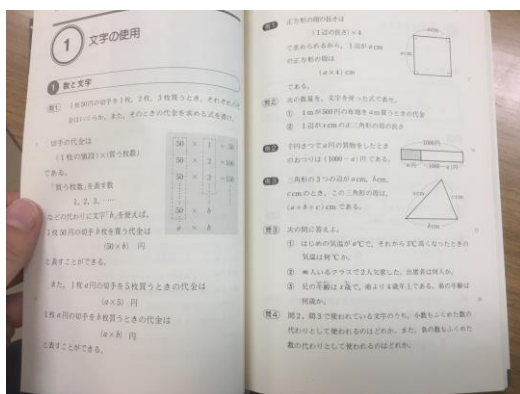 1 文字の使用
1 数と文字
問1 1枚50円の切手を1枚，2枚，3枚買うとき，それぞれの代
金はいくらか。また，そのときの代金を求める式を書け。
切手の代金は
(1枚の値段)×(買う枚数)
である。
「買う枚数」を表す数
1, 2, 3, ……
などの代わりに文字 b を使えば，
1枚50円の切手 b 枚を買う代金は
(50×b) 円
と表すことができる。
50 × 1 = 50
50 × 2 = 100
50 × 3 = 150
50 × b
a × b
また，1枚 a 円の切手を5枚買うときの代金は
(a×5) 円
1枚 a 円の切手を b 枚買うときの代金は
(a×b) 円
と表すことができる。
例1 正方形の周の長さは
(1辺の長さ)×4
で求められるから，1辺が acm
の正方形の周は
(a×4) cm
である。
acm
acm
問2 次の数量を，文字を使った式で表せ。
① 1mが500円の布地を am 買うときの代金
② 1辺が acm の正三角形の周の長さ
例2 千円さつで a 円の買物をしたとき
のおつりは (1000−a) 円である。
1000円
a円
(1000−a)円
例3 三角形の3つの辺が acm, bcm,
ccm のとき，この三角形の周は，
(a+b+c) cm である。
acm
ccm
bcm
問3 次の問に答えよ。
① はじめの気温が a℃で，それから3℃高くなったときの
気温は何℃か。
② m人いるクラスで2人欠席した。出席者は何人か。
③ 兄の年齢は x歳で，弟より4歳年上である。弟の年齢は
何歳か。
問4 問2，問3で使われている文字のうち，小数もふくめた数の
代わりとして使われるのはどれか。また，負の数もふくめた
数の代わりとして使われるのはどれか。